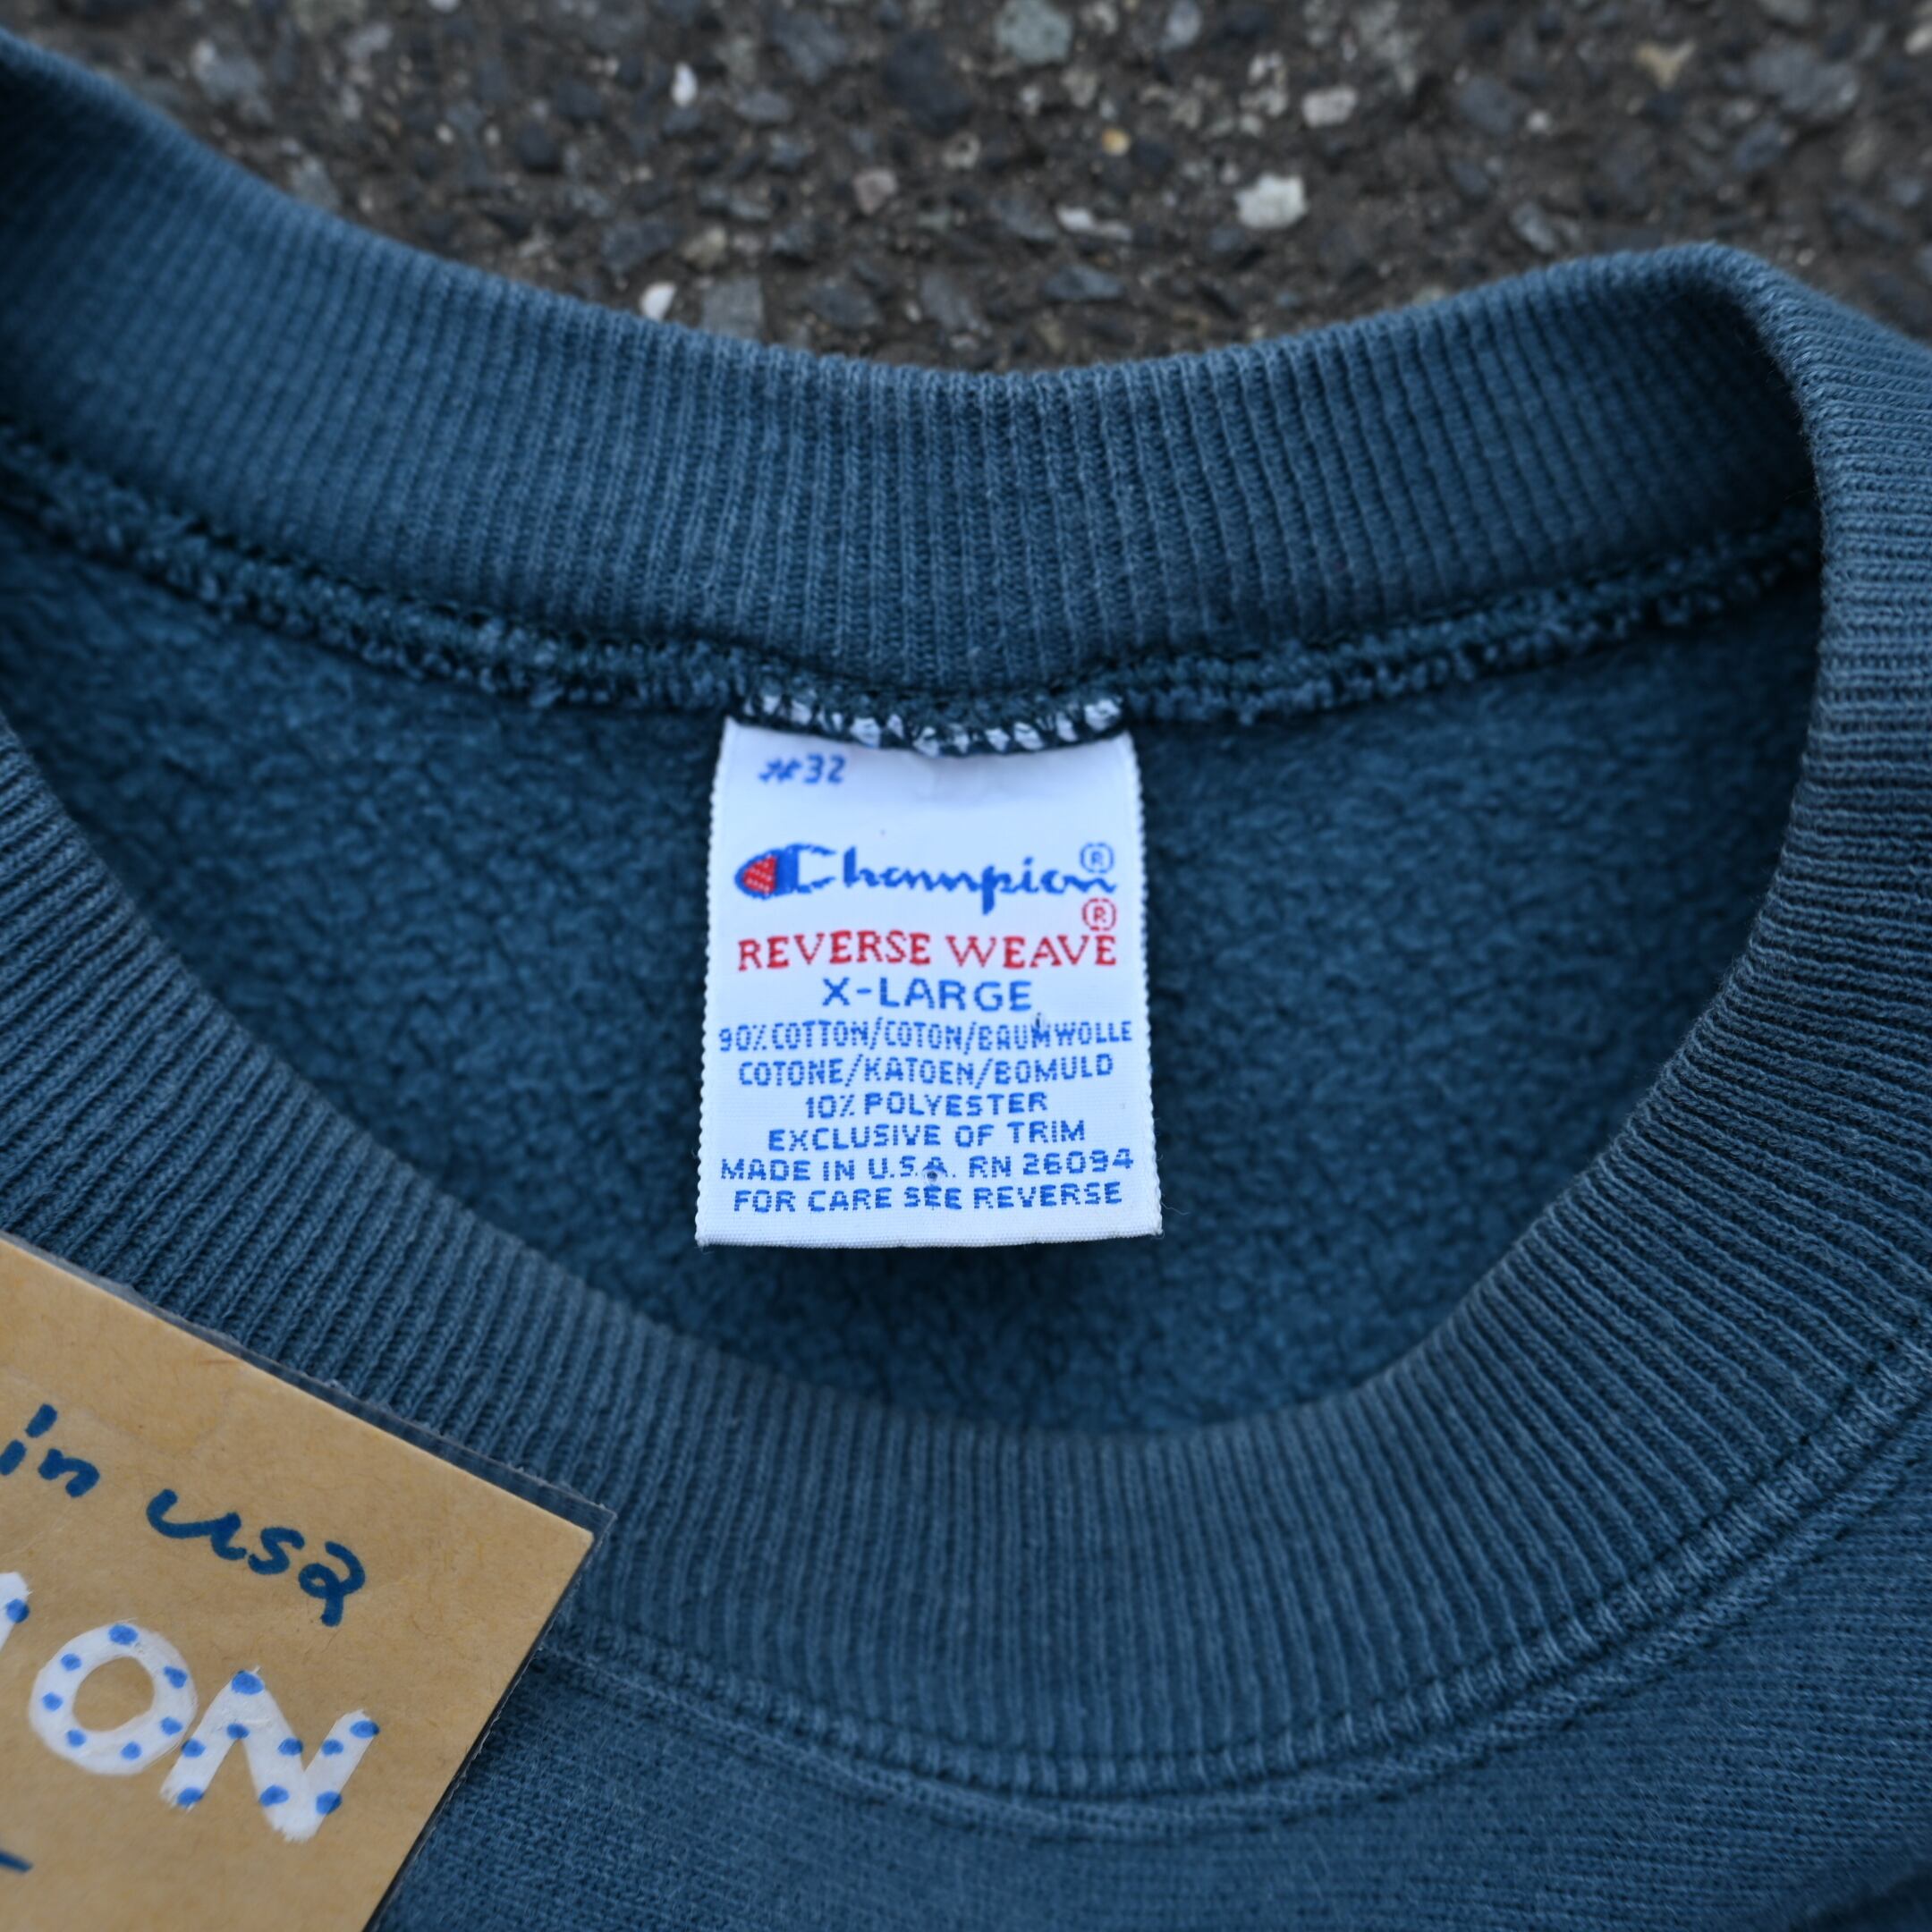 #32
Champion®
®
REVERSE WEAVE
X-LARGE
90% COTTON/COTON/BAUMWOLLE
COTONE/KATOEN/BOMULD
10% POLYESTER
EXCLUSIVE OF TRIM
MADE IN U.S.A. RN 26094
FOR CARE SEE REVERSE
in usa
ON